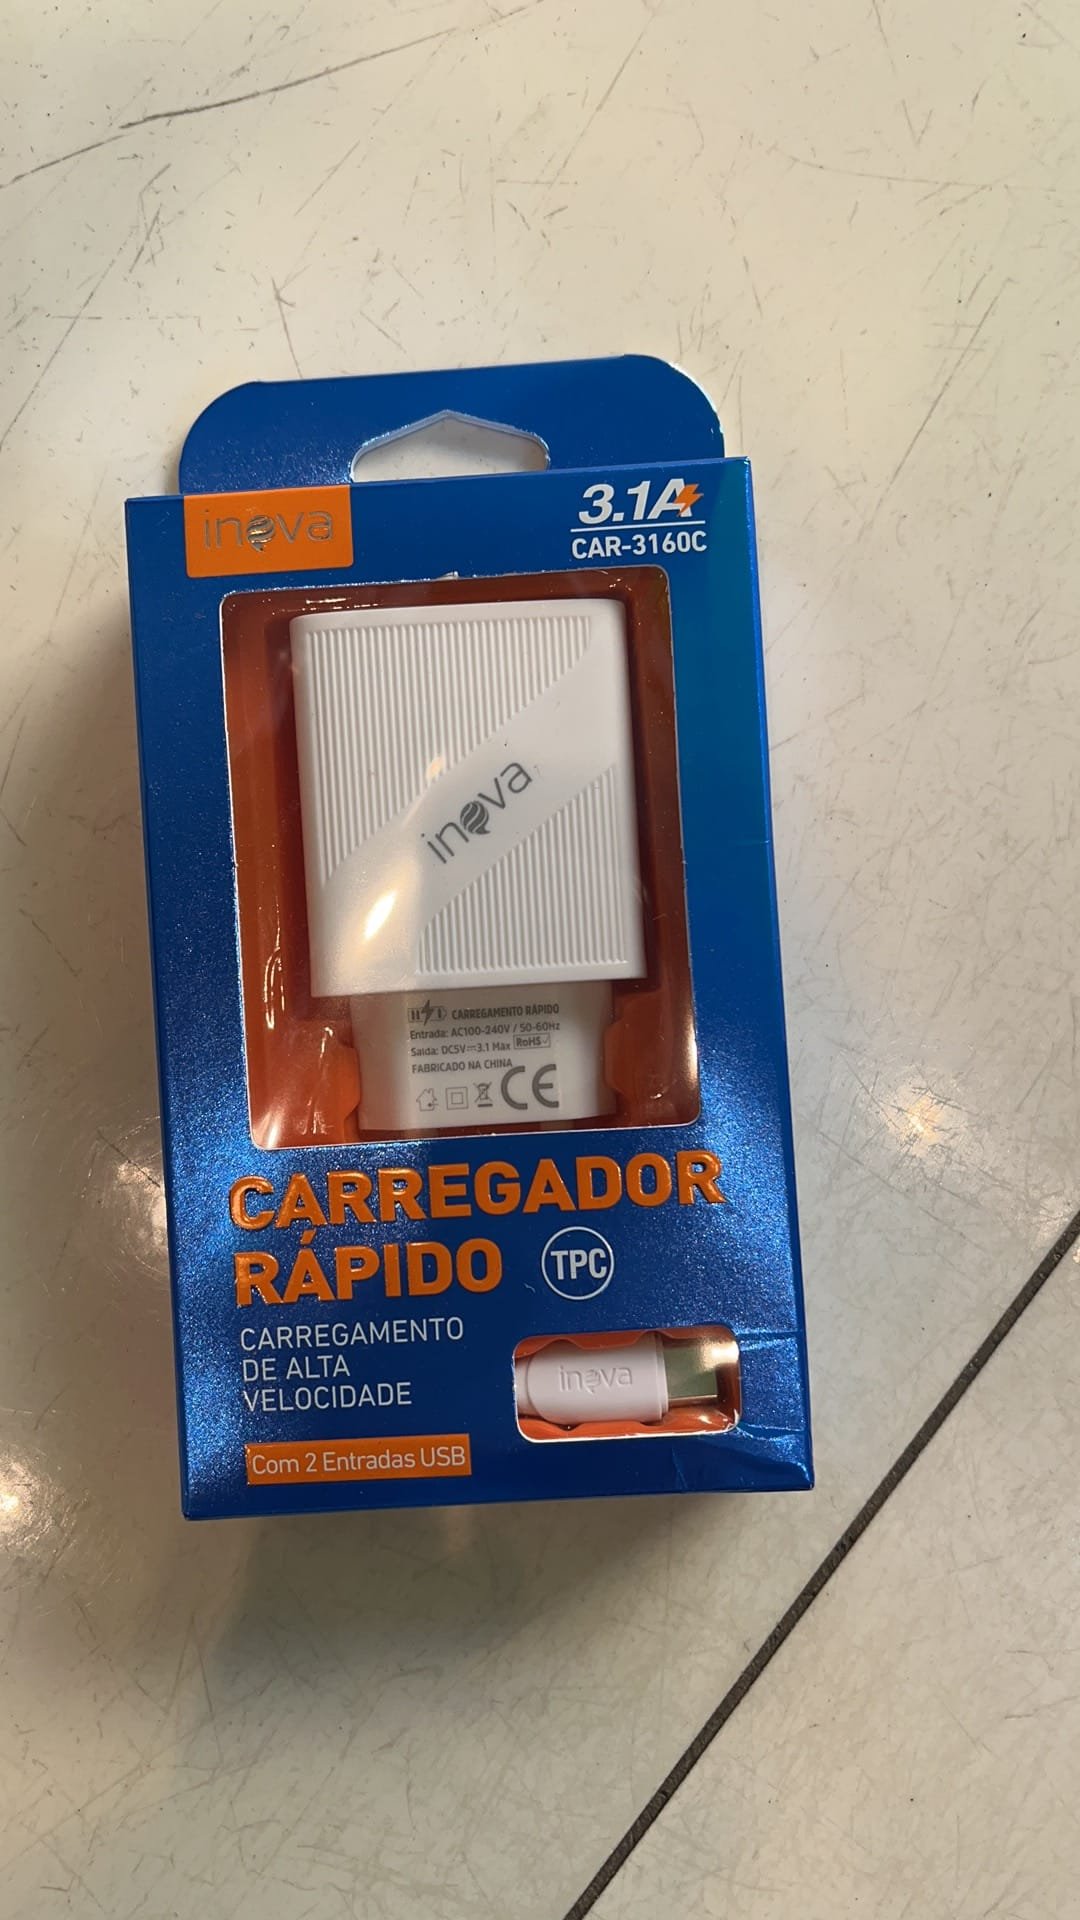 inova
3.1A
CAR-3160C
inova
CARREGAMENTO RÁPIDO
Entrada: AC100-240V / 50-60Hz
Saída: DC5V⎓3.1 Máx RoHS
FABRICADO NA CHINA
CE
CARREGADOR
RÁPIDO TPC
CARREGAMENTO
DE ALTA
VELOCIDADE
inova
Com 2 Entradas USB